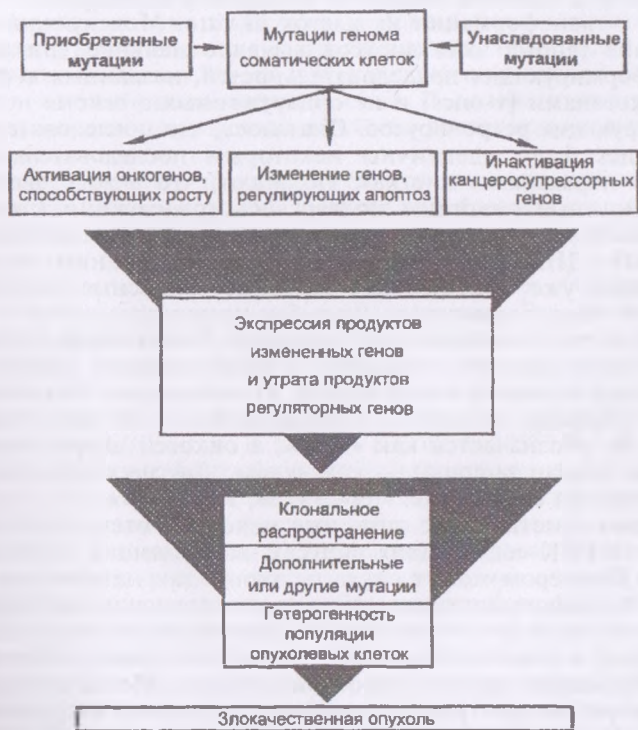 Приобретенные
мутации
Мутации генома
соматических клеток
Унаследованные
мутации
Активация онкогенов,
способствующих росту
Изменение генов,
регулирующих апоптоз
Инактивация
канцеросупрессорных
генов
Экспрессия продуктов
измененных генов
и утрата продуктов
регуляторных генов
Клональное
распространение
Дополнительные
или другие мутации
Гетерогенность
популяции
опухолевых клеток
Злокачественная опухоль